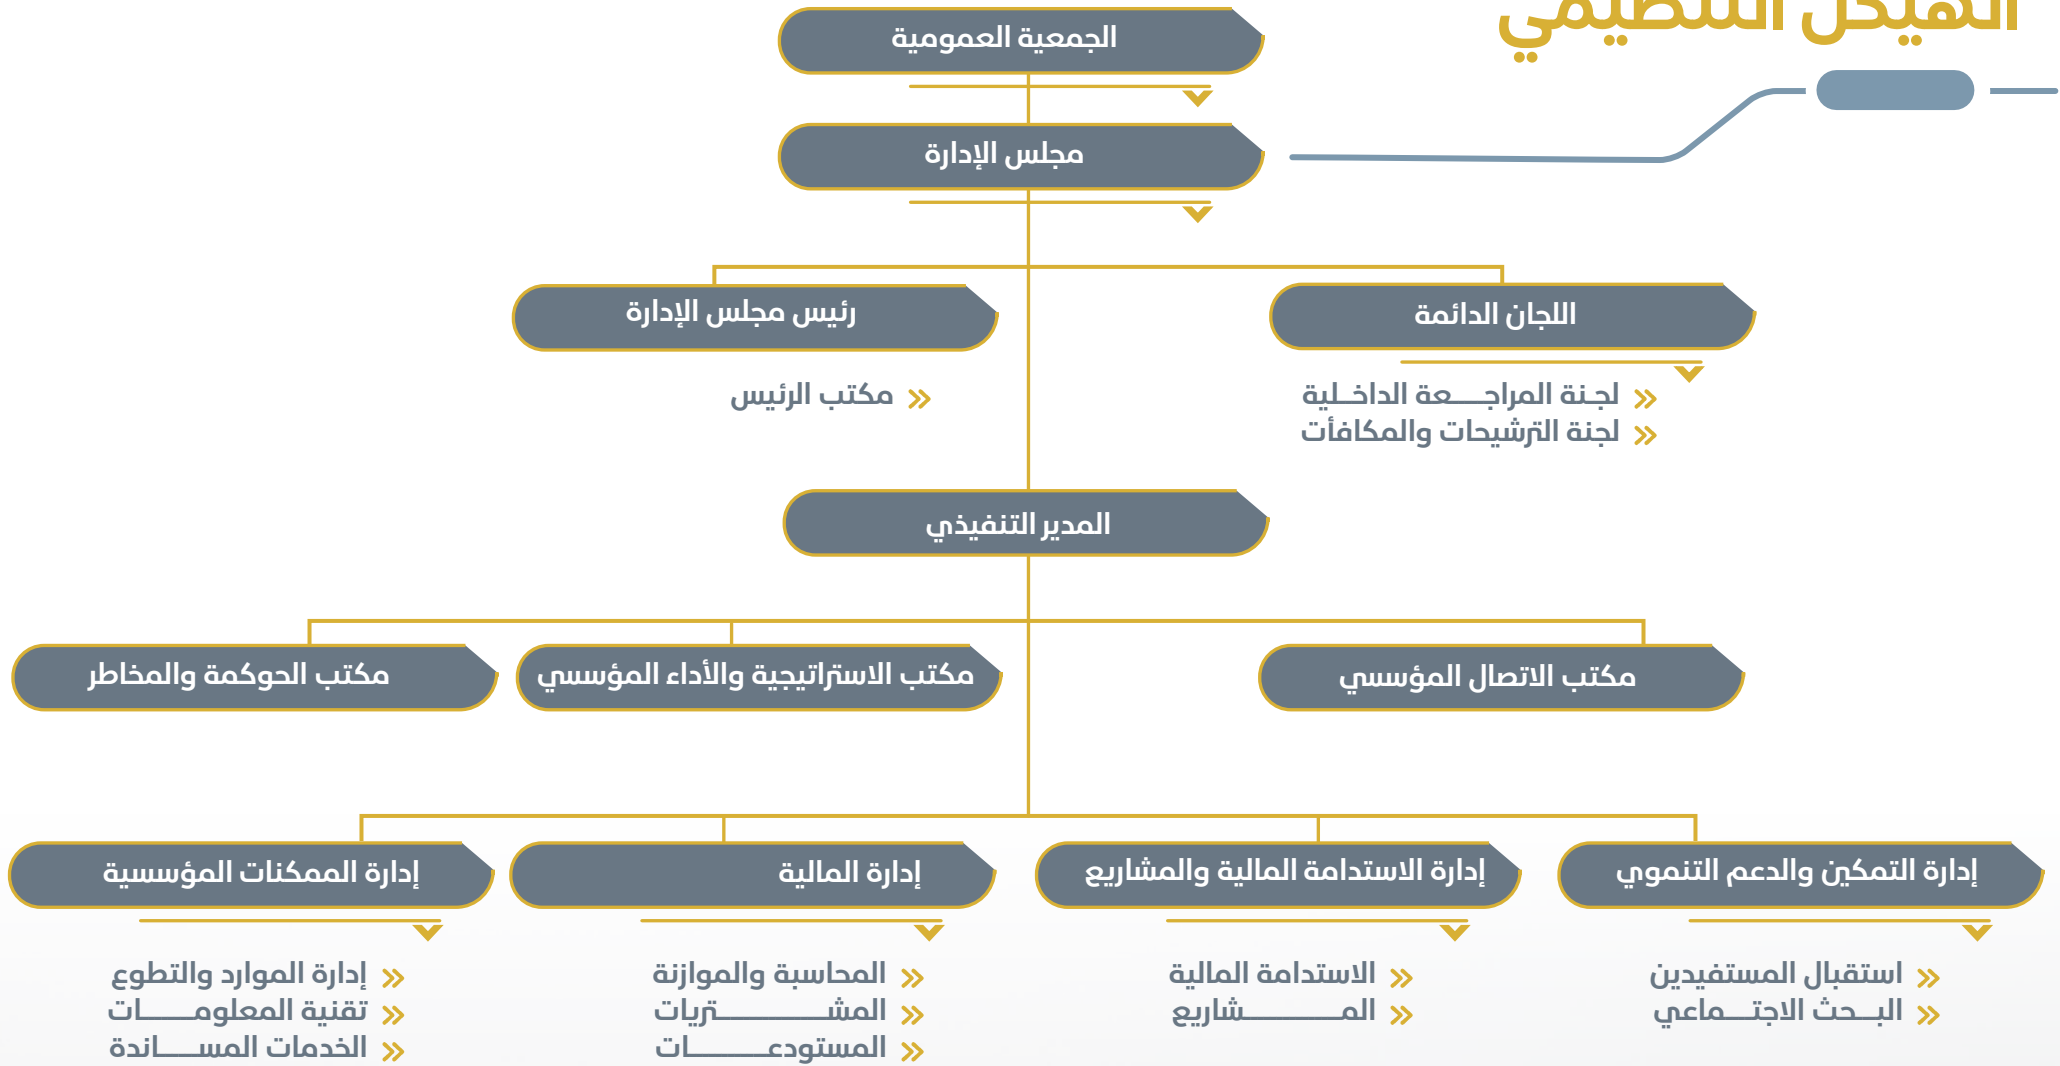 الهيكل التنظيمي
الجمعية العمومية
مجلس الإدارة
اللجان الدائمة
لجنة المراجعة الداخلية
لجنة الترشيحات والمكافأت
رئيس مجلس الإدارة
مكتب الرئيس
المدير التنفيذي
مكتب الاتصال المؤسسي
مكتب الاستراتيجية والأداء المؤسسي
مكتب الحوكمة والمخاطر
إدارة التمكين والدعم التنموي
استقبال المستفيدين
البحث الاجتماعي
إدارة الاستدامة المالية والمشاريع
الاستدامة المالية
المشاريع
إدارة المالية
المحاسبة والموازنة
المشتريات
المستودعات
إدارة الممكنات المؤسسية
إدارة الموارد والتطوع
تقنية المعلومات
الخدمات المساندة